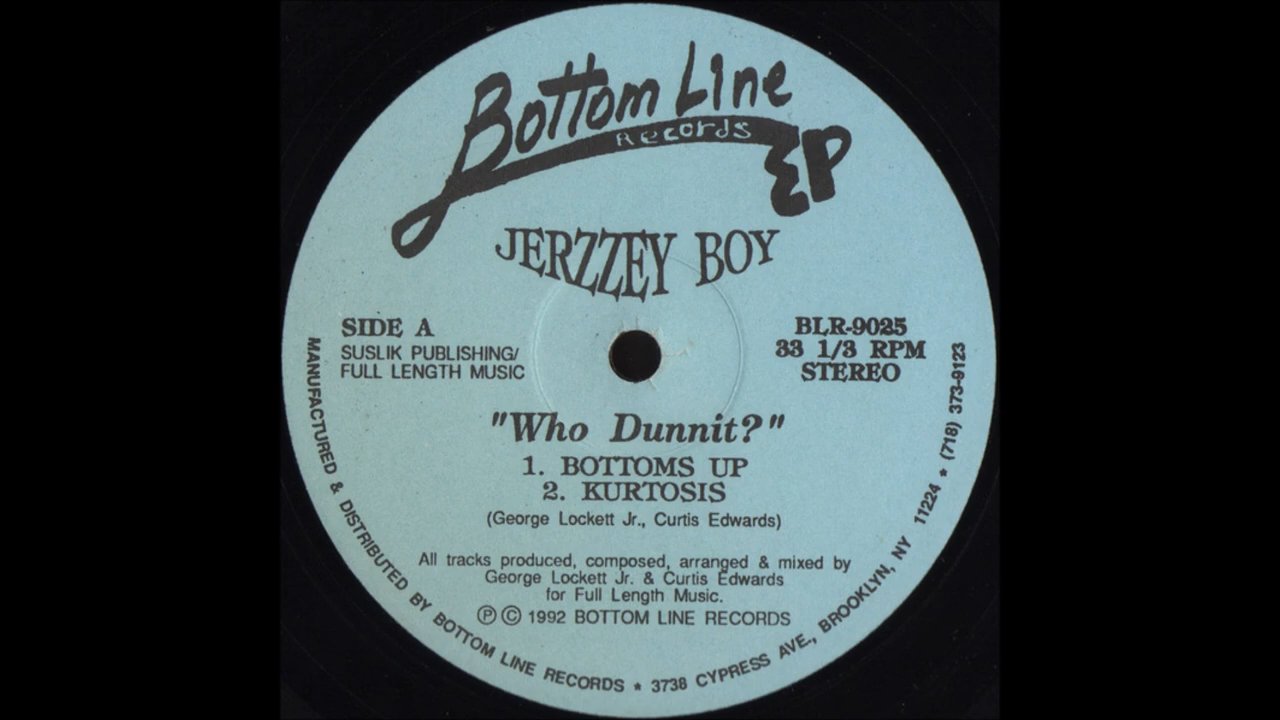 Bottom Line
Records
EP
JERZZEY BOY
SIDE A
SUSLIK PUBLISHING/
FULL LENGTH MUSIC
BLR-9025
33 1/3 RPM
STEREO
"Who Dunnit?"
1. BOTTOMS UP
2. KURTOSIS
(George Lockett Jr., Curtis Edwards)
All tracks produced, composed, arranged & mixed by
George Lockett Jr. & Curtis Edwards
for Full Length Music.
Ⓟ © 1992 BOTTOM LINE RECORDS
MANUFACTURED & DISTRIBUTED BY BOTTOM LINE RECORDS * 3738 CYPRESS AVE., BROOKLYN, NY 11224 * (718) 373-9123